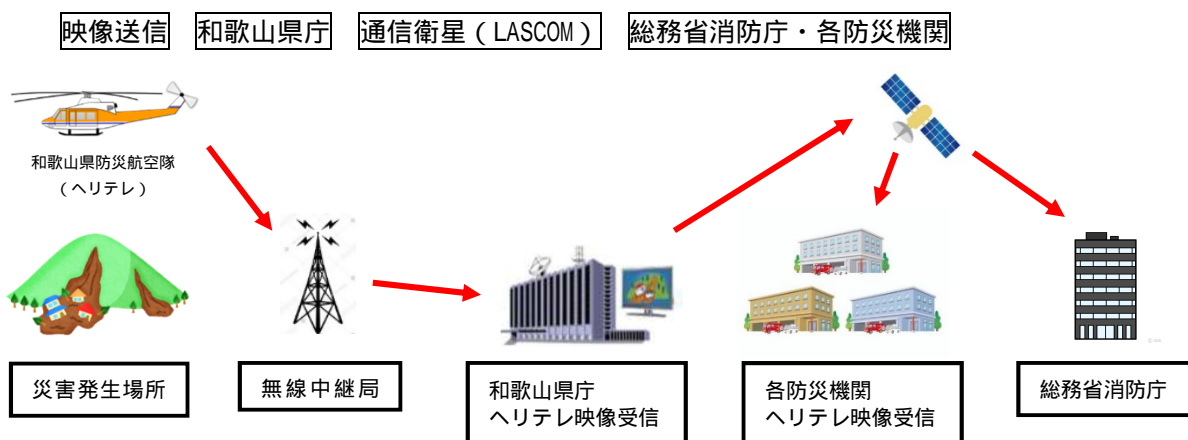 映像送信 和歌山県庁 通信衛星(LASCOM) 総務省消防庁・各防災機関
和歌山県防災航空隊
(ヘリテレ)
災害発生場所
無線中継局
和歌山県庁
ヘリテレ映像受信
各防災機関
ヘリテレ映像受信
総務省消防庁